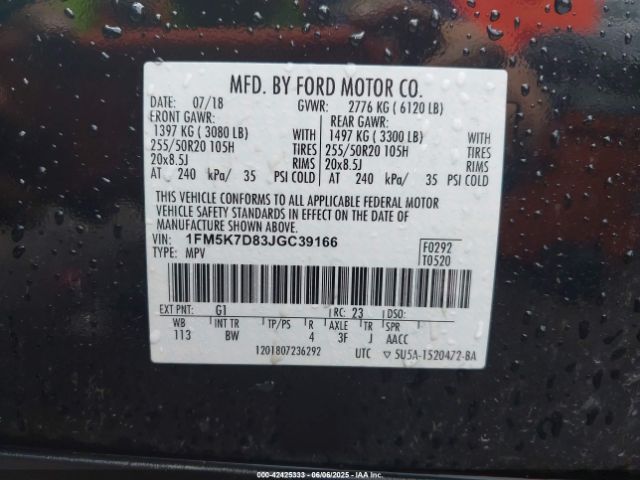 MFD. BY FORD MOTOR CO.
DATE: 07/18 GVWR: 2776 KG ( 6120 LB)
FRONT GAWR: REAR GAWR:
1397 KG ( 3080 LB) WITH 1497 KG ( 3300 LB) WITH
255/50R20 105H TIRES 255/50R20 105H TIRES
20x8.5J RIMS 20x8.5J RIMS
AT 240 kPa/ 35 PSI COLD AT 240 kPa/ 35 PSI COLD
THIS VEHICLE CONFORMS TO ALL APPLICABLE FEDERAL MOTOR
VEHICLE SAFETY STANDARDS IN EFFECT ON THE DATE OF MANUFACTURE
SHOWN ABOVE.
VIN: 1FM5K7D83JGC39166 F0292
TYPE: MPV T0520
EXT PNT: G1 RC: 23 DSO:
WB INT TR TP/PS R AXLE TR SPR
113 BW 4 3F J AACC
1201807236292 UTC ▽ 5U5A-1520472-BA
000-42425333 | 06/06/2025 - IAA, Inc.